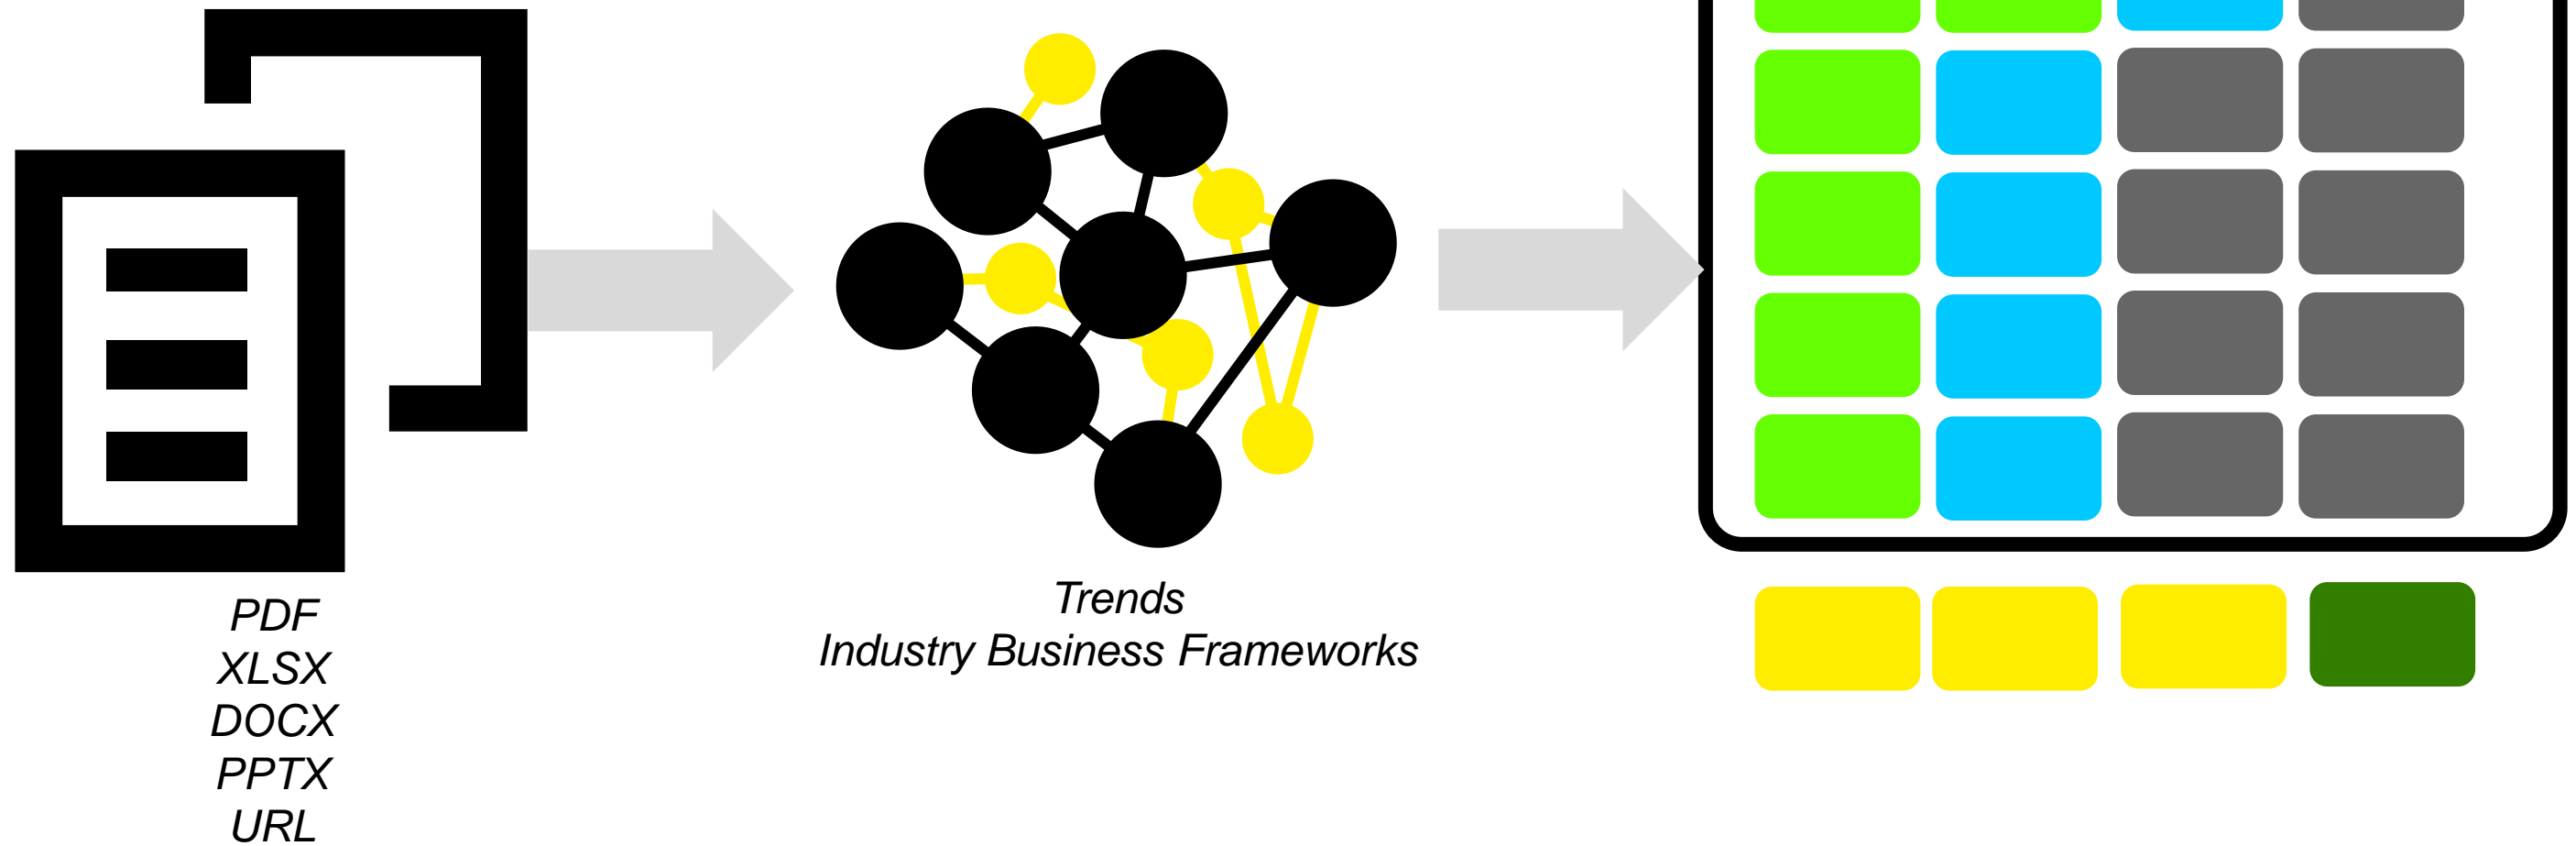 PDF
XLSX
DOCX
PPTX
URL
Trends
Industry Business Frameworks